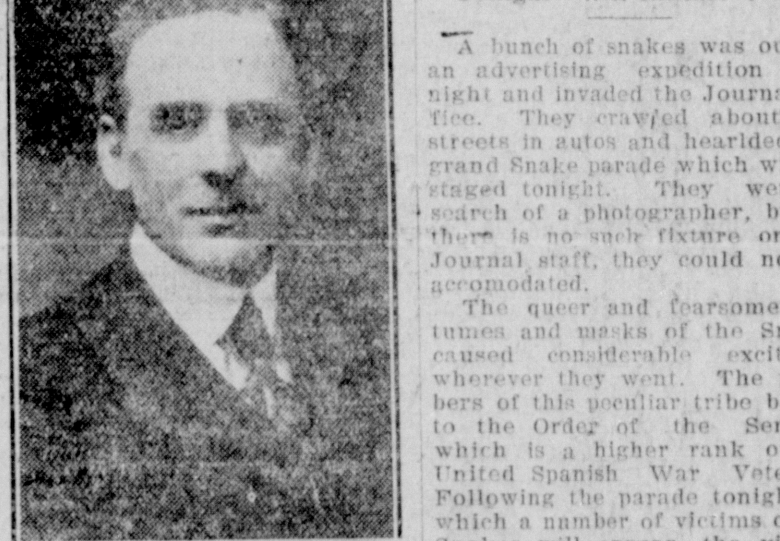 A bunch of snakes was ou
an advertising expedition
night and invaded the Journa
fice. They crawled about
streets in autos and hearlded
grand Snake parade which w
staged tonight. They we
search of a photographer, b
there is no such fixture on
Journal staff, they could no
accomodated.
The queer and fearsome
tumes and masks of the Sn
caused considerable excit
wherever they went. The
bers of this peculiar tribe b
to the Order of the Ser
which is a higher rank o
United Spanish War Vete
Following the parade tonigh
which a number of victims o